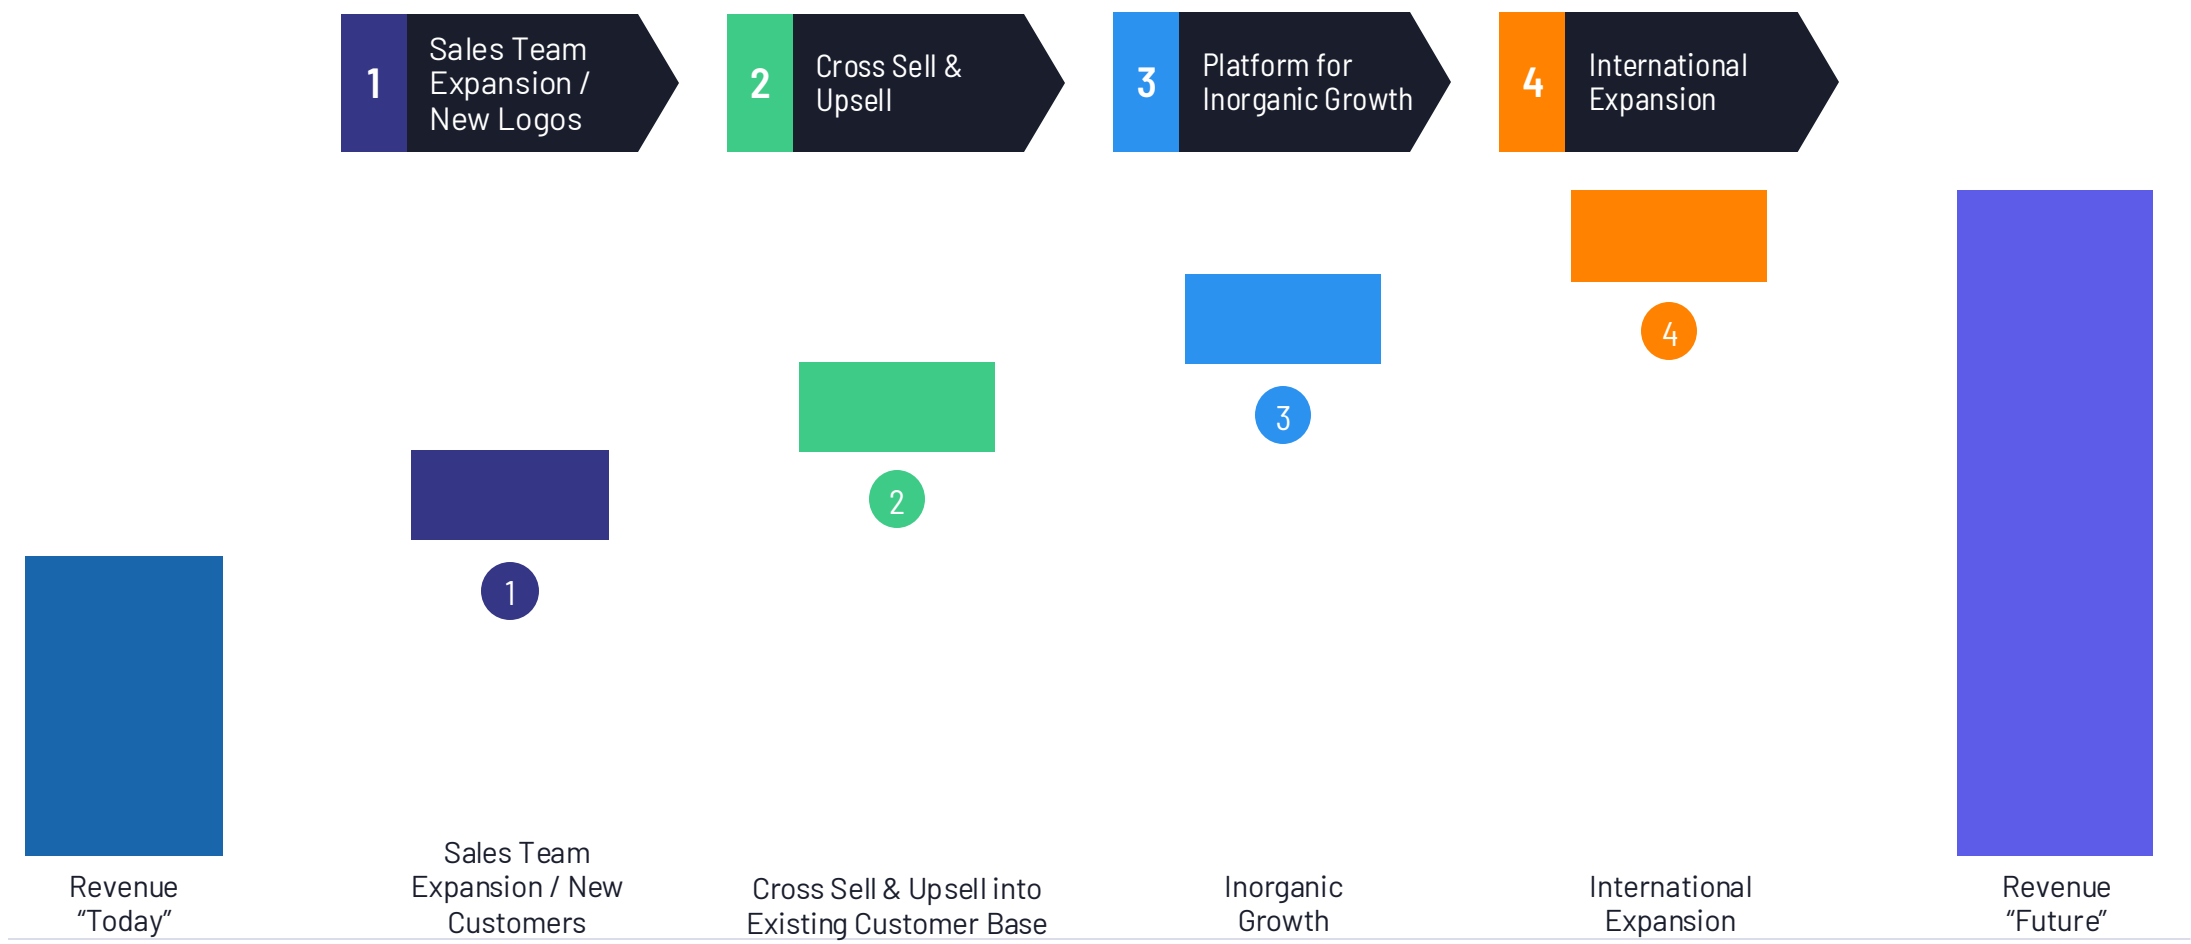 1
Sales Team
Expansion /
New Logos
2
Cross Sell &
Upsell
3
Platform for
Inorganic Growth
4
International
Expansion
4
3
2
1
Revenue
“Today”
Sales Team
Expansion / New
Customers
Cross Sell & Upsell into
Existing Customer Base
Inorganic
Growth
International
Expansion
Revenue
“Future”